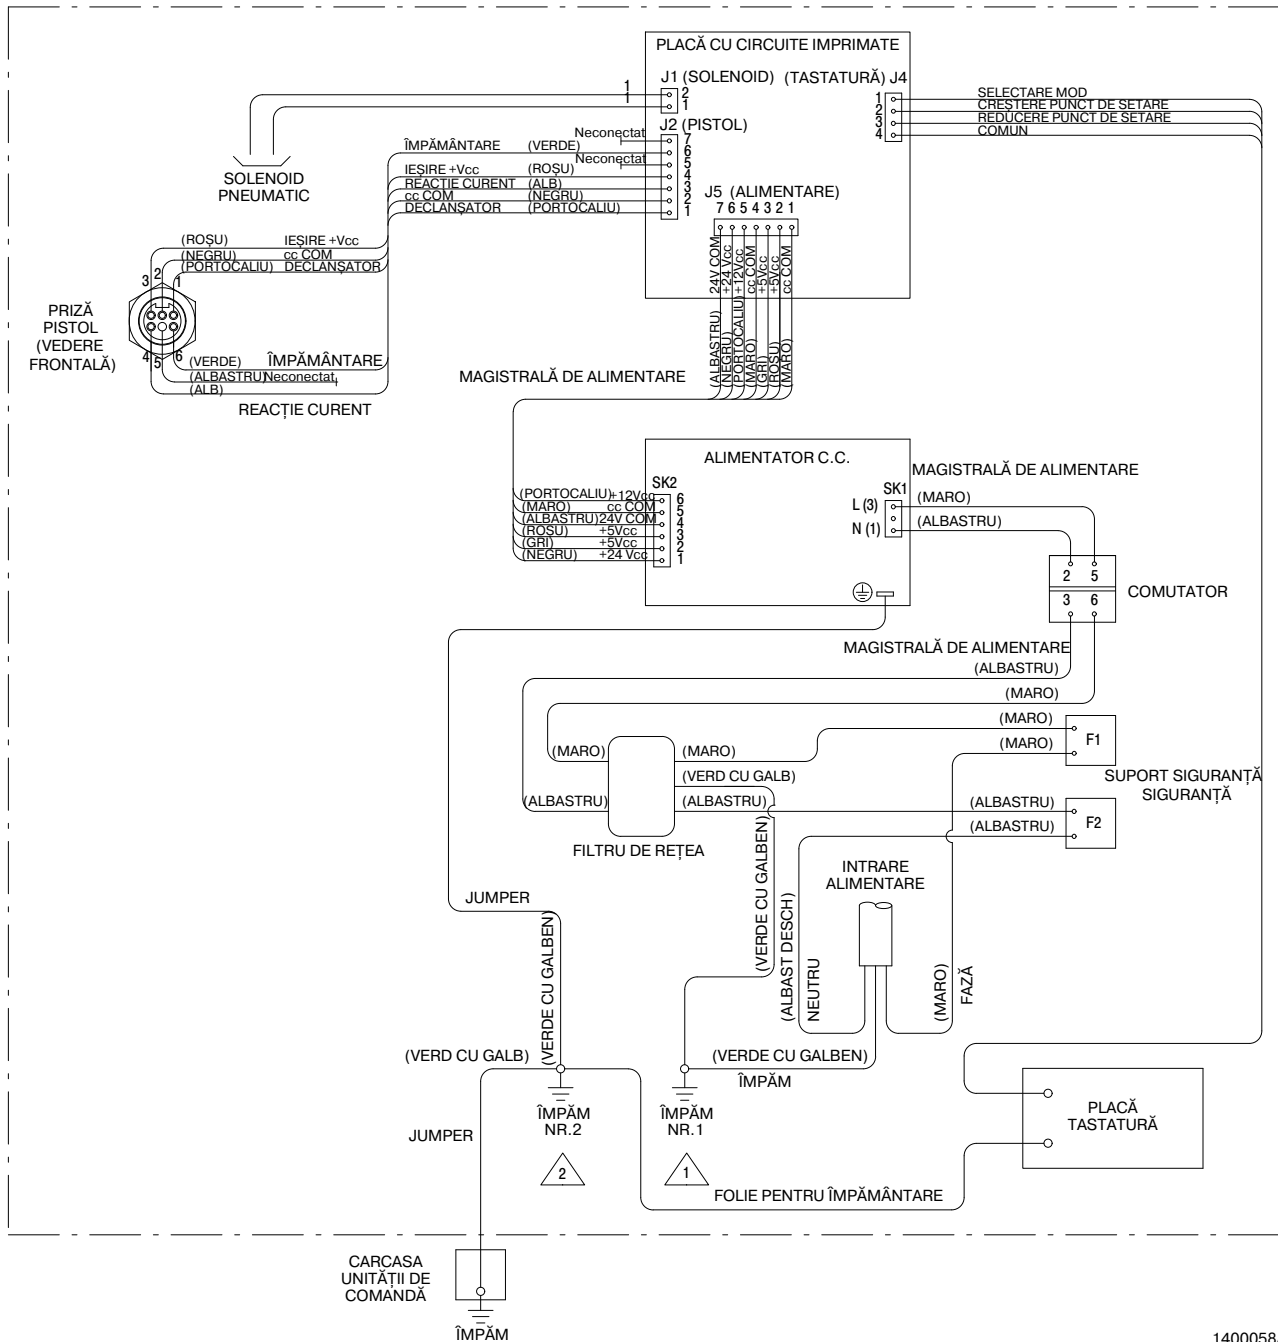 PLACĂ CU CIRCUITE IMPRIMATE
J1 (SOLENOID)
(TASTATURĂ) J4
1
1
2
1
1
2
3
4
SELECTARE MOD
CREȘTERE PUNCT DE SETARE
REDUCERE PUNCT DE SETARE
COMUN
J2 (PISTOL)
Neconectat
7
ÎMPĂMÂNTARE (VERDE)
6
Neconectat
5
IEȘIRE +Vcc (ROȘU)
4
REACȚIE CURENT (ALB)
3
cc COM (NEGRU)
2
DECLANȘATOR (PORTOCALIU)
1
SOLENOID
PNEUMATIC
J5 (ALIMENTARE)
7 6 5 4 3 2 1
24V COM
+24 Vcc
+12Vcc
cc COM
+5Vcc
+5Vcc
cc COM
(ALBASTRU)
(NEGRU)
(PORTOCALIU)
(MARO)
(GRI)
(ROȘU)
(MARO)
(ROȘU) IEȘIRE +Vcc
(NEGRU) cc COM
(PORTOCALIU) DECLANȘATOR
3 2 1
PRIZĂ
PISTOL
(VEDERE
FRONTALĂ)
4 5 6
(VERDE) ÎMPĂMÂNTARE
(ALBASTRU) Neconectat
(ALB)
REACȚIE CURENT
MAGISTRALĂ DE ALIMENTARE
ALIMENTATOR C.C.
MAGISTRALĂ DE ALIMENTARE
SK2
(PORTOCALIU) +12Vcc 6
(MARO) cc COM 5
(ALBASTRU) 24V COM 4
(ROȘU) +5Vcc 3
(GRI) +5Vcc 2
(NEGRU) +24 Vcc 1
SK1
L (3)
(MARO)
N (1)
(ALBASTRU)
2 5
3 6
COMUTATOR
MAGISTRALĂ DE ALIMENTARE
(ALBASTRU)
(MARO)
(MARO)
F1
(MARO)
(MARO)
(MARO)
(VERD CU GALB)
SUPORT SIGURANȚĂ
SIGURANȚĂ
(ALBASTRU)
(ALBASTRU)
(ALBASTRU)
(ALBASTRU)
F2
FILTRU DE REȚEA
INTRARE
ALIMENTARE
JUMPER
(VERDE CU GALBEN)
(VERDE CU GALBEN)
(ALBAST DESCH)
NEUTRU
(MARO)
FAZĂ
(VERD CU GALB)
(VERDE CU GALBEN)
ÎMPĂM
ÎMPĂM
NR.2
ÎMPĂM
NR.1
PLACĂ
TASTATURĂ
JUMPER
2
1
FOLIE PENTRU ÎMPĂMÂNTARE
CARCASA
UNITĂȚII DE
COMANDĂ
ÎMPĂM